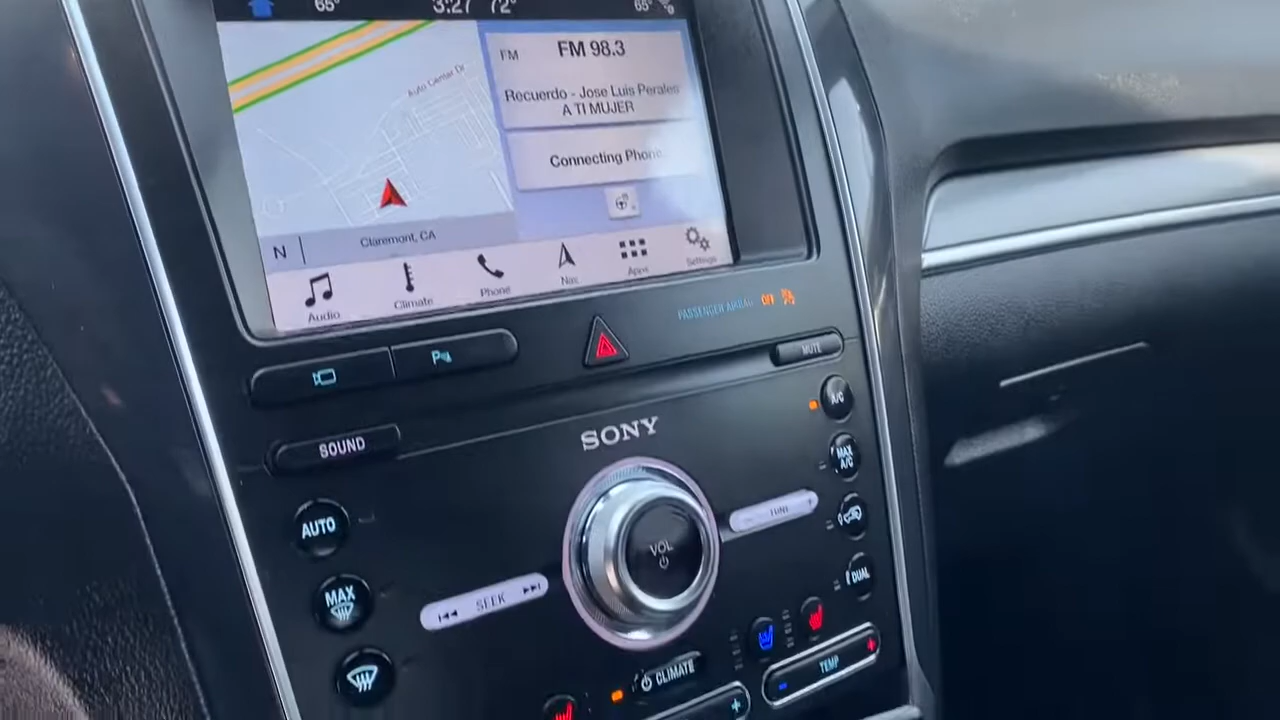 65° 3:27 72° 65°
Auto Center Dr
FM FM 98.3
Recuerdo - Jose Luis Perales
A TI MUJER
Connecting Phone
N Claremont, CA
Audio Climate Phone Nav Apps Settings
PASSENGER AIRBAG OFF
MUTE
A/C
SONY
SOUND
MAX
A/C
AUTO
TUNE
VOL
DUAL
MAX
SEEK
CLIMATE
TEMP